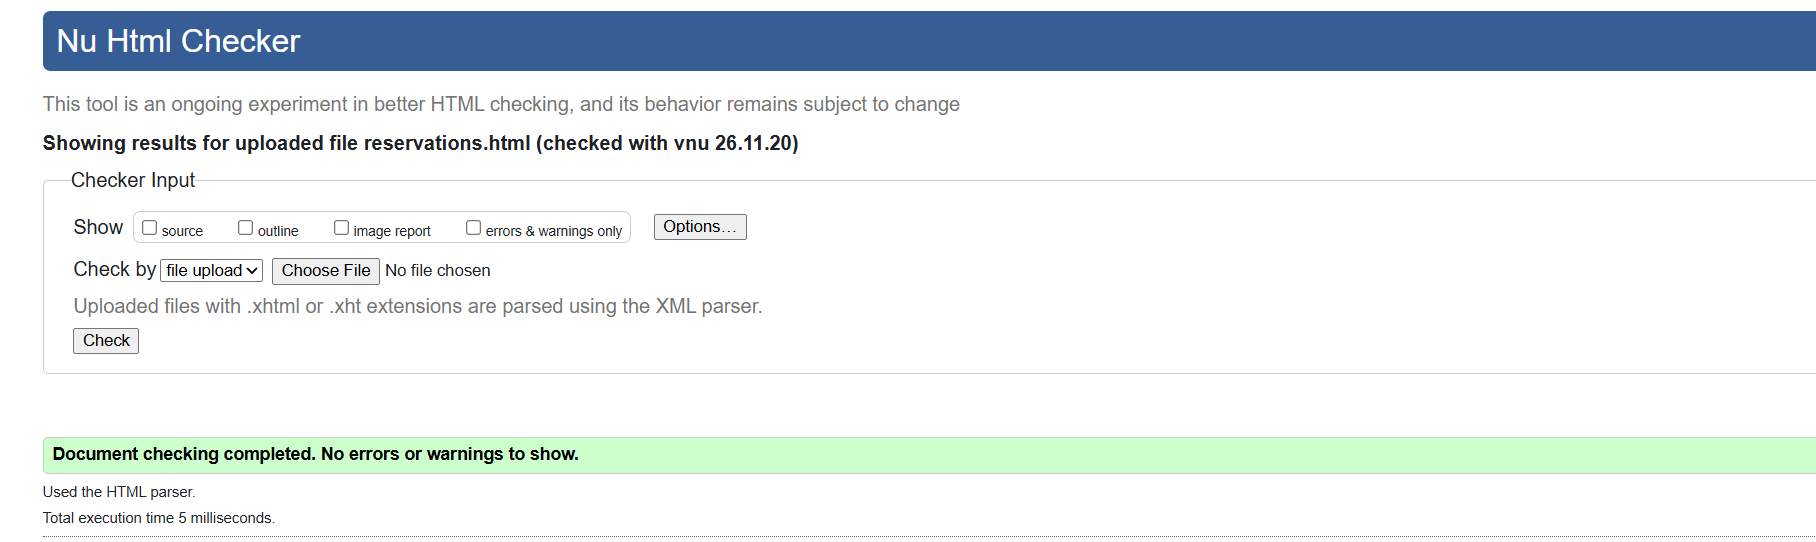 Nu Html Checker
This tool is an ongoing experiment in better HTML checking, and its behavior remains subject to change
Showing results for uploaded file reservations.html (checked with vnu 26.11.20)
Checker Input
Show source outline image report errors & warnings only Options...
Check by file upload Choose File No file chosen
Uploaded files with .xhtml or .xht extensions are parsed using the XML parser.
Check
Document checking completed. No errors or warnings to show.
Used the HTML parser.
Total execution time 5 milliseconds.